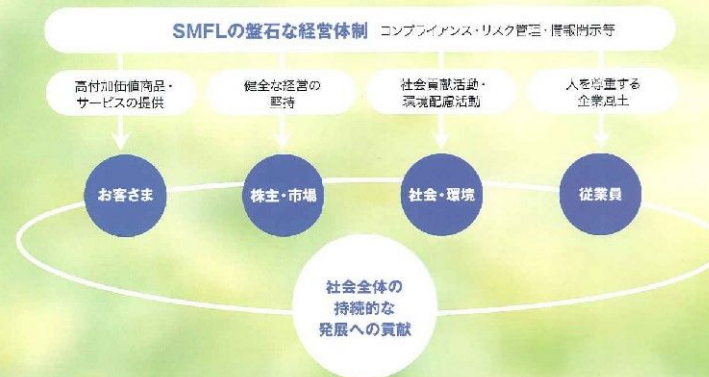 SMFLの盤石な経営体制 コンプライアンス・リスク管理・情報開示等
高付加価値商品・
サービスの提供
健全な経営の
堅持
社会貢献活動・
環境配慮活動
人を尊重する
企業風土
お客さま
株主・市場
社会・環境
従業員
社会全体の
持続的な
発展への貢献